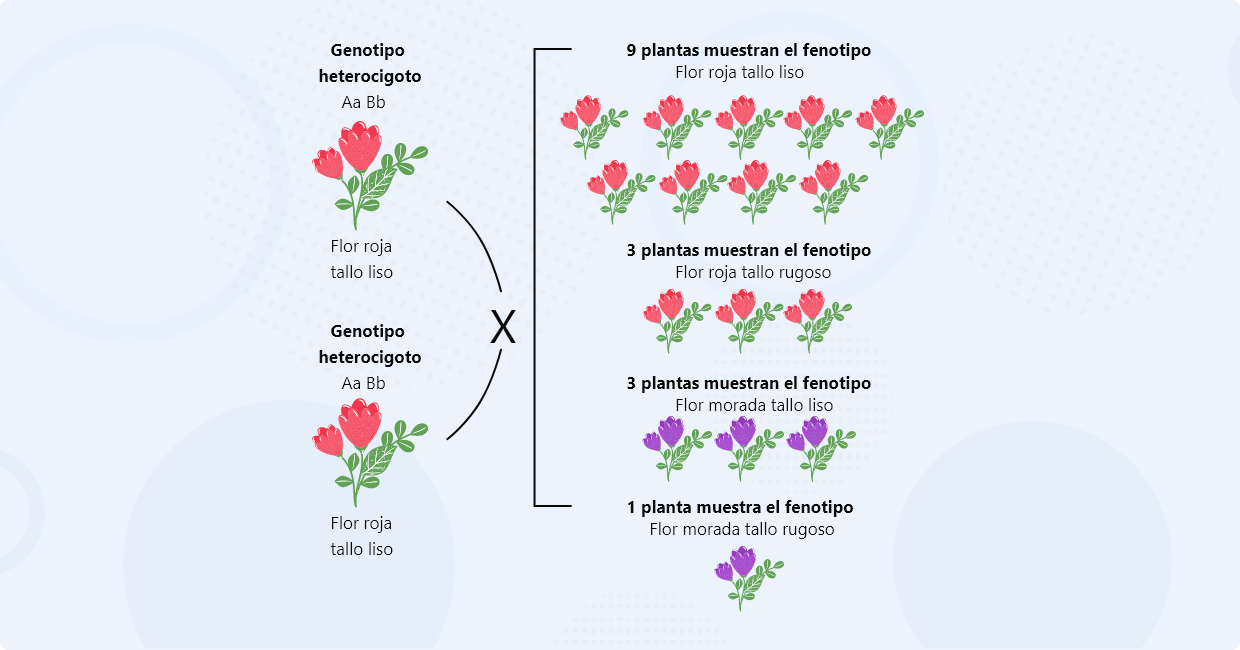 Genotipo
heterocigoto
Aa Bb
Flor roja
tallo liso
Genotipo
heterocigoto
Aa Bb
Flor roja
tallo liso
X
9 plantas muestran el fenotipo
Flor roja tallo liso
3 plantas muestran el fenotipo
Flor roja tallo rugoso
3 plantas muestran el fenotipo
Flor morada tallo liso
1 planta muestra el fenotipo
Flor morada tallo rugoso